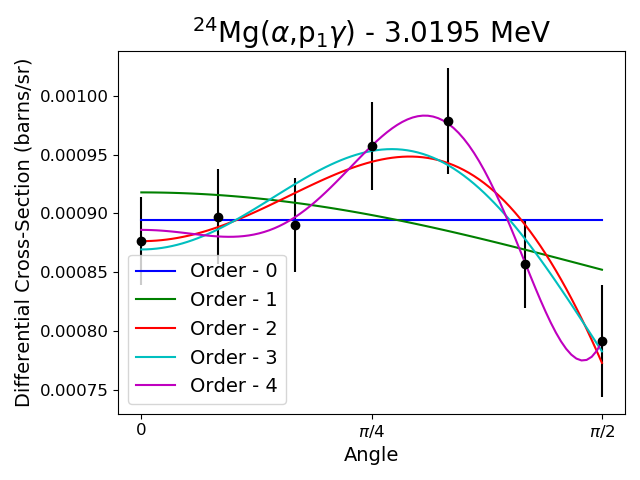 ²⁴Mg(α,p₁γ) - 3.0195 MeV
Differential Cross-Section (barns/sr)
0.00100
0.00095
0.00090
0.00085
0.00080
0.00075
Order - 0
Order - 1
Order - 2
Order - 3
Order - 4
0 π/4 π/2
Angle